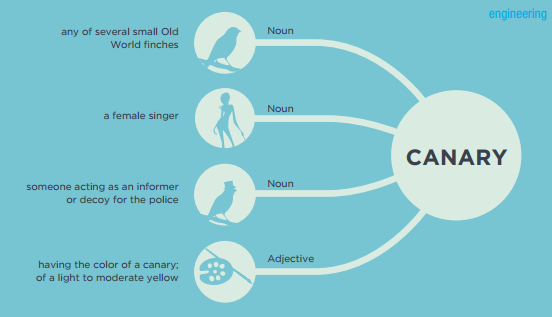 engineering
any of several small Old
World finches
Noun
a female singer
Noun
CANARY
someone acting as an informer
or decoy for the police
Noun
having the color of a canary;
of a light to moderate yellow
Adjective